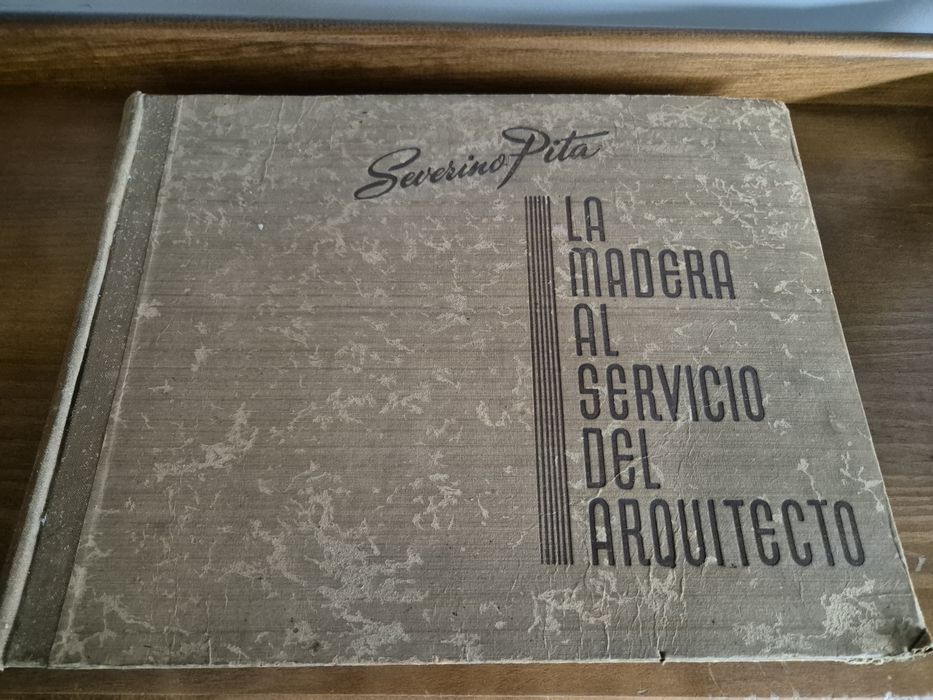 Severino Pita
LA
MADERA
AL
SERVICIO
DEL
ARQUITECTO